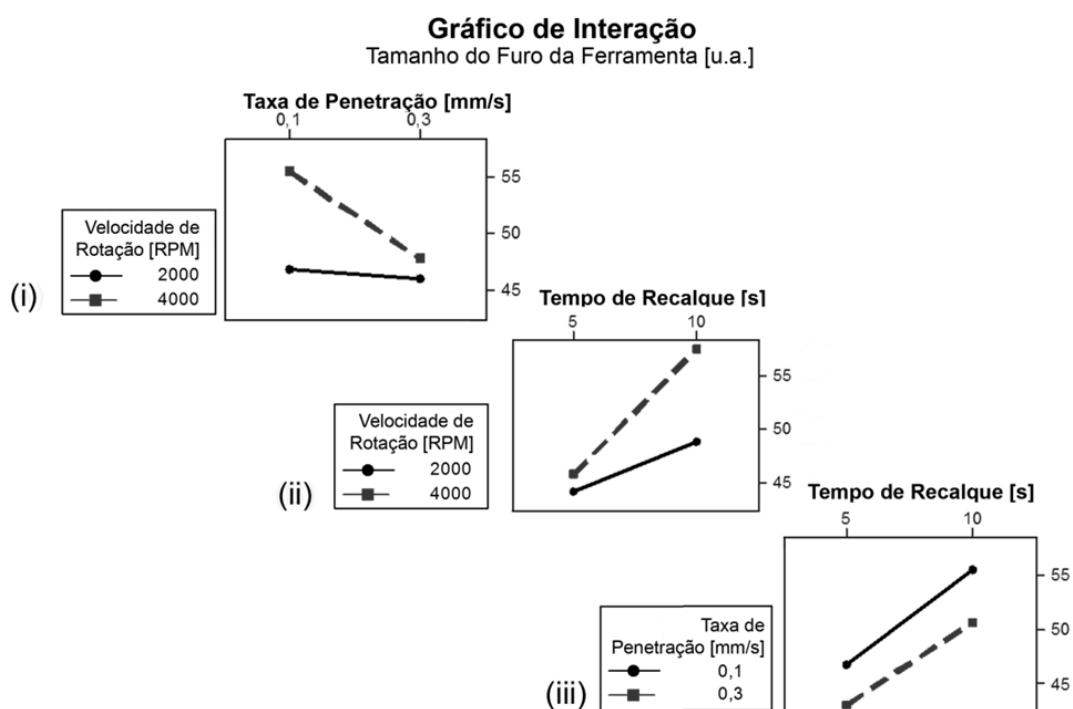 Gráfico de Interação
Tamanho do Furo da Ferramenta [u.a.]
Taxa de Penetração [mm/s]
0,1 0,3
55
50
45
Velocidade de
Rotação [RPM]
2000
4000
(i)
Tempo de Recalque [s]
5 10
55
50
45
Velocidade de
Rotação [RPM]
2000
4000
(ii)
Tempo de Recalque [s]
5 10
55
50
45
Taxa de
Penetração [mm/s]
0,1
0,3
(iii)